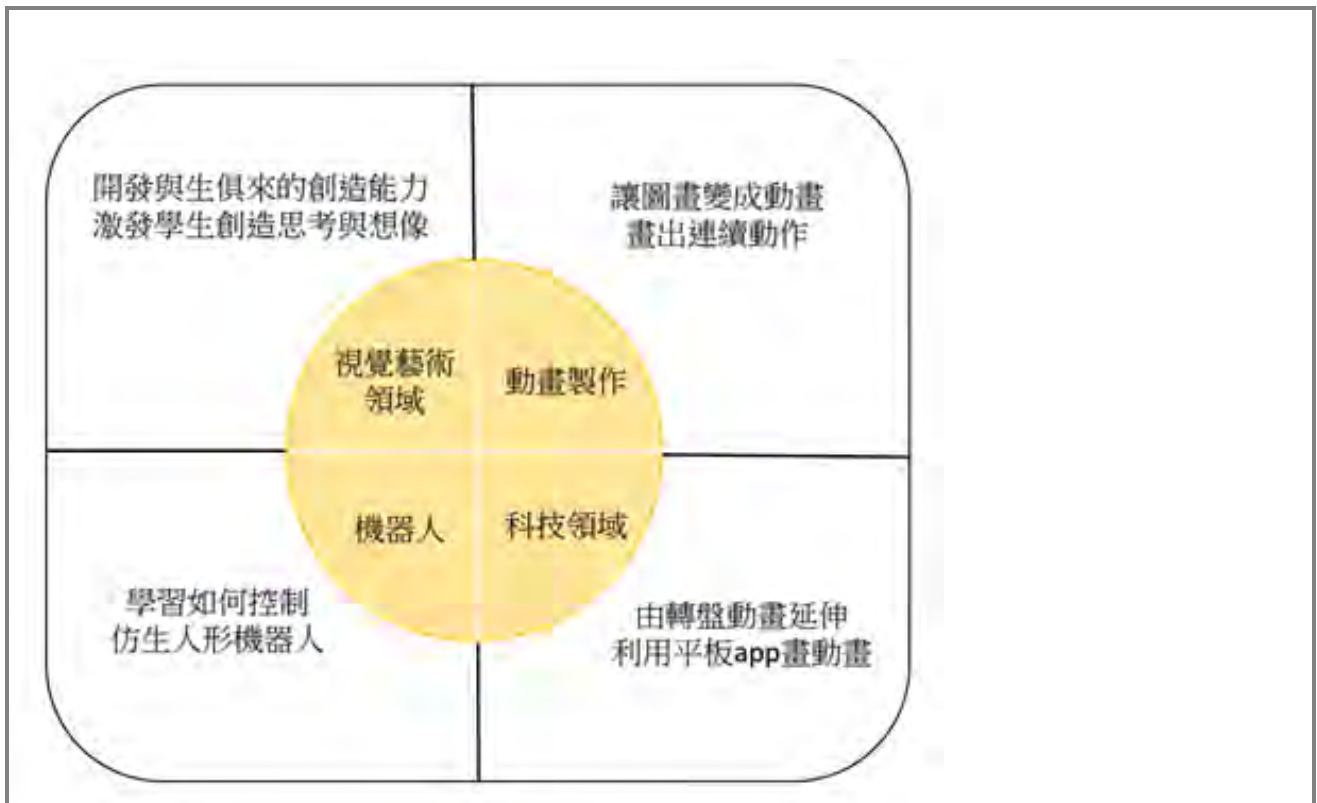 開發與生俱來的創造能力
激發學生創造思考與想像
讓圖畫變成動畫
畫出連續動作
視覺藝術
領域
動畫製作
機器人
科技領域
學習如何控制
仿生人形機器人
由轉盤動畫延伸
利用平板app畫動畫